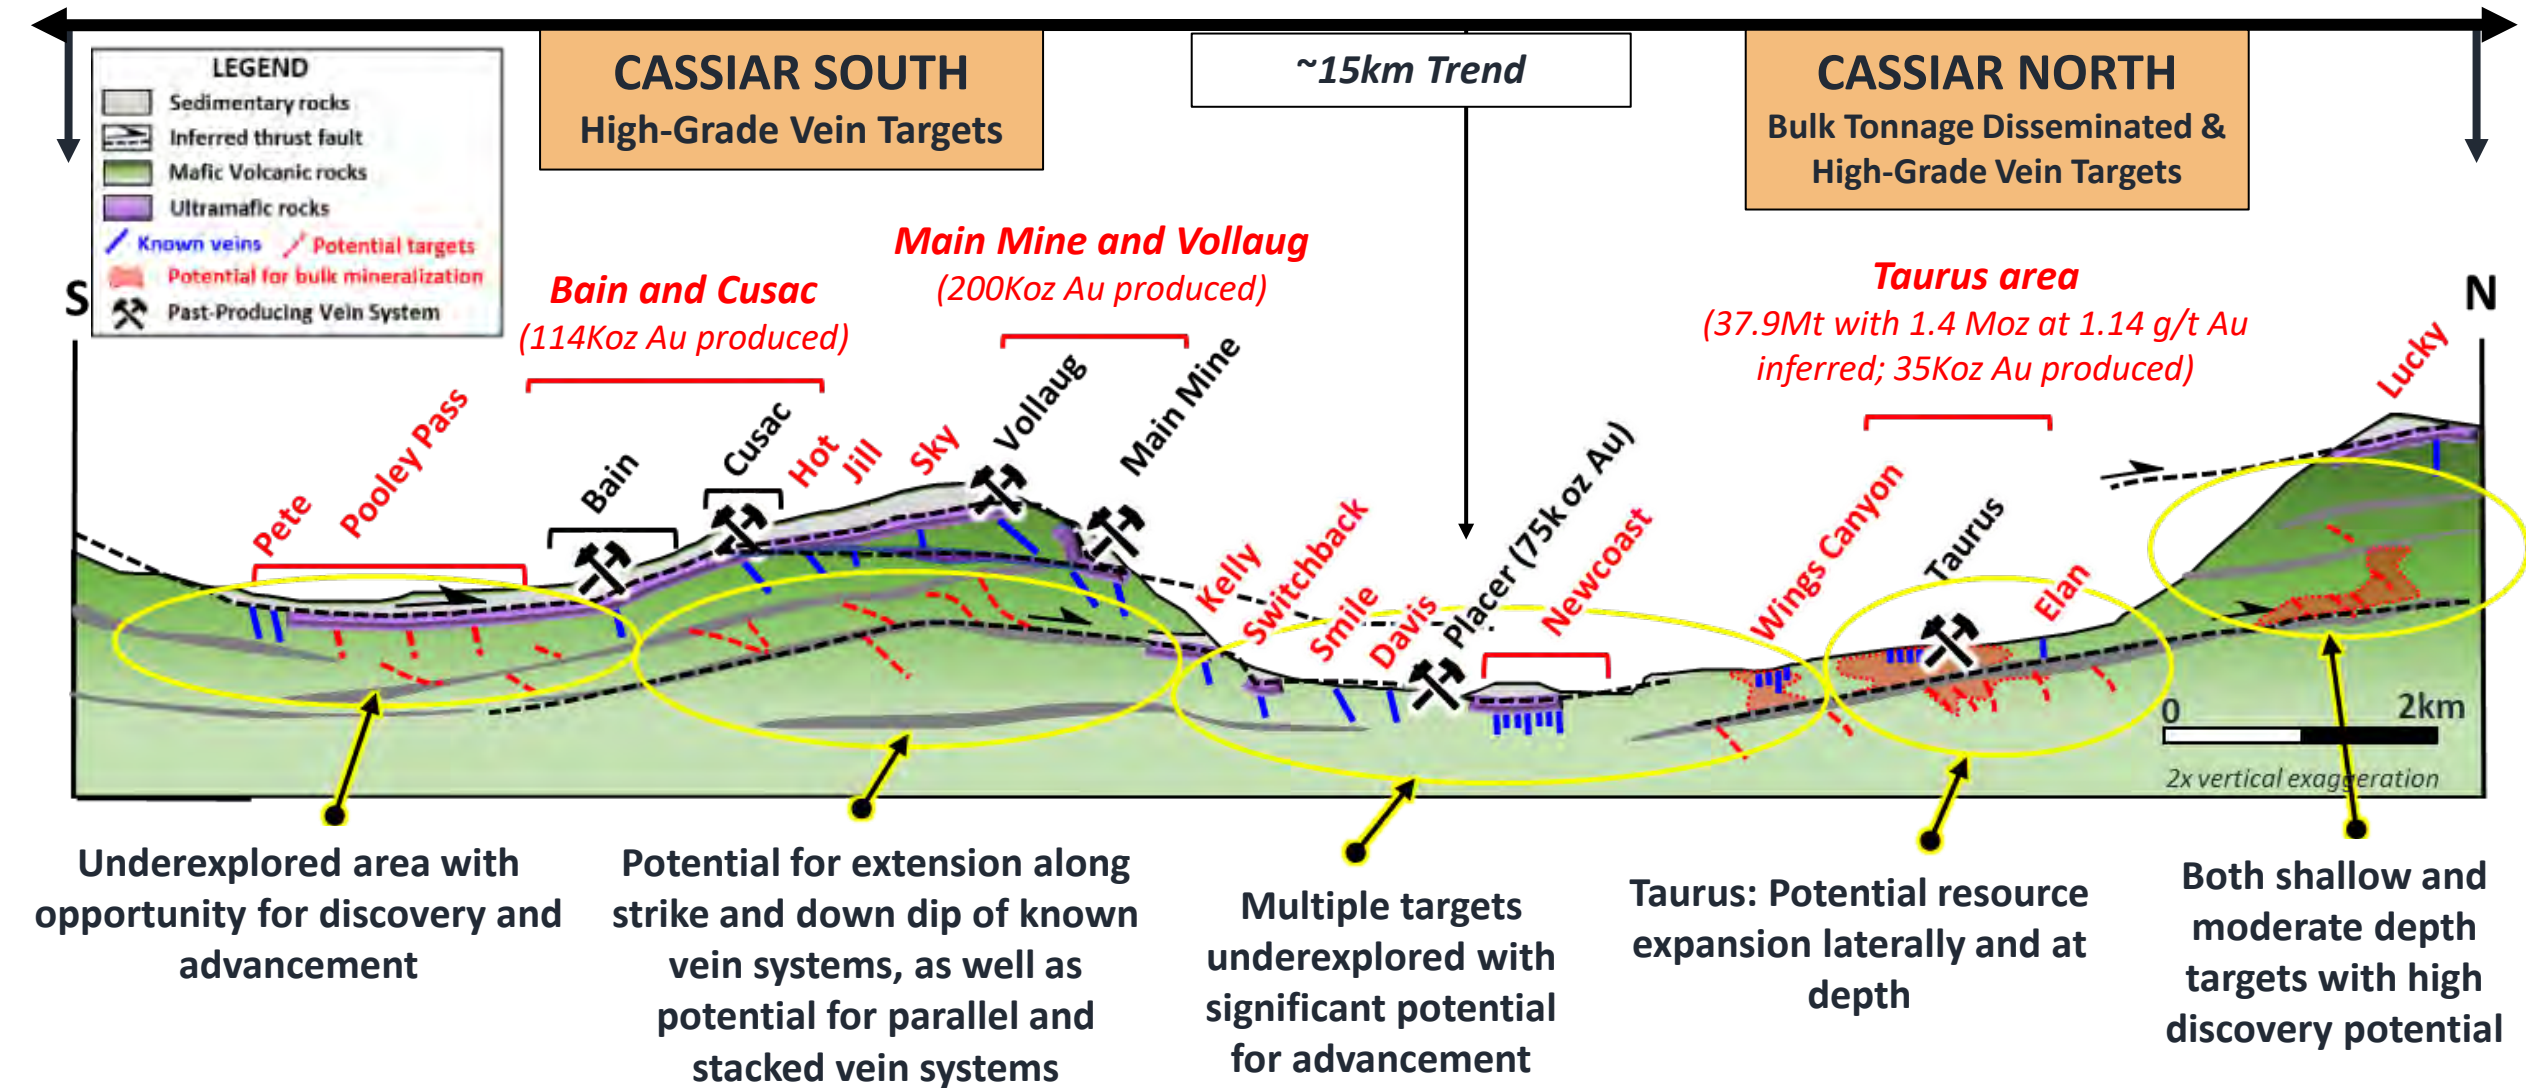 LEGEND
Sedimentary rocks
Inferred thrust fault
Mafic Volcanic rocks
Ultramafic rocks
Known veins
Potential targets
Potential for bulk mineralization
Past-Producing Vein System
CASSIAR SOUTH
High-Grade Vein Targets
~15km Trend
CASSIAR NORTH
Bulk Tonnage Disseminated &
High-Grade Vein Targets
S
N
Bain and Cusac
(114Koz Au produced)
Main Mine and Vollaug
(200Koz Au produced)
Taurus area
(37.9Mt with 1.4 Moz at 1.14 g/t Au
inferred; 35Koz Au produced)
Pete
Pooley Pass
Bain
Cusac
Hot
Jill
Sky
Vollaug
Main Mine
Kelly
Switchback
Smile
Davis
Placer (75k oz Au)
Newcoast
Wings Canyon
Taurus
Elan
Lucky
0
2km
2x vertical exaggeration
Underexplored area with
opportunity for discovery and
advancement
Potential for extension along
strike and down dip of known
vein systems, as well as
potential for parallel and
stacked vein systems
Multiple targets
underexplored with
significant potential
for advancement
Taurus: Potential resource
expansion laterally and at
depth
Both shallow and
moderate depth
targets with high
discovery potential